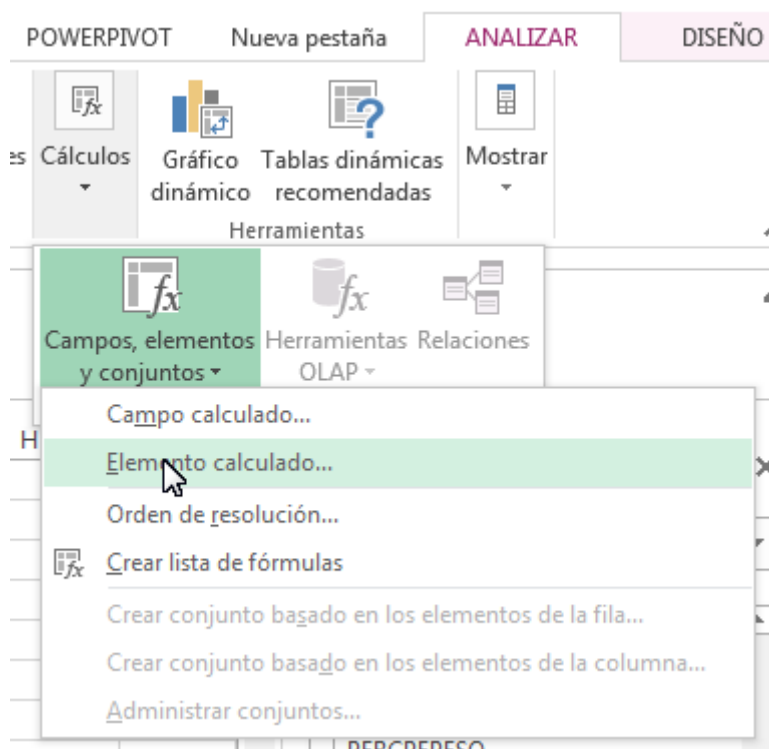 POWERPIVOT Nueva pestaña ANALIZAR DISEÑO
es Cálculos Gráfico dinámico Tablas dinámicas recomendadas Mostrar
Herramientas
Campos, elementos y conjuntos Herramientas OLAP Relaciones
Campo calculado...
H
Elemento calculado...
Orden de resolución...
Crear lista de fórmulas
Crear conjunto basado en los elementos de la fila...
Crear conjunto basado en los elementos de la columna...
Administrar conjuntos...